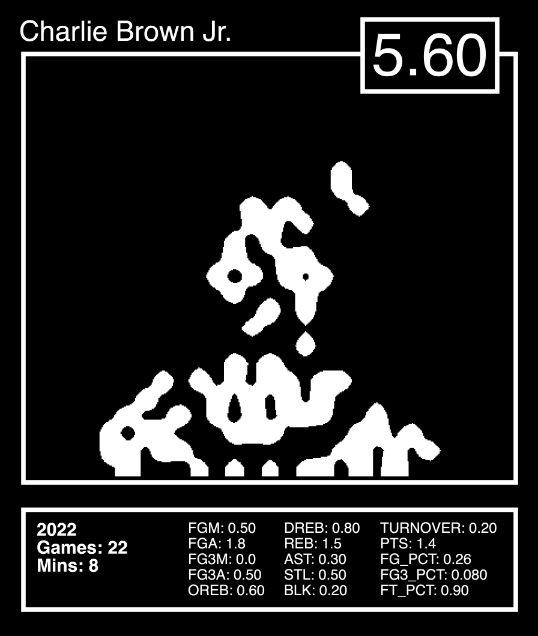 Charlie Brown Jr.
5.60
2022
Games: 22
Mins: 8
FGM: 0.50
FGA: 1.8
FG3M: 0.0
FG3A: 0.50
OREB: 0.60
DREB: 0.80
REB: 1.5
AST: 0.30
STL: 0.50
BLK: 0.20
TURNOVER: 0.20
PTS: 1.4
FG_PCT: 0.26
FG3_PCT: 0.080
FT_PCT: 0.90